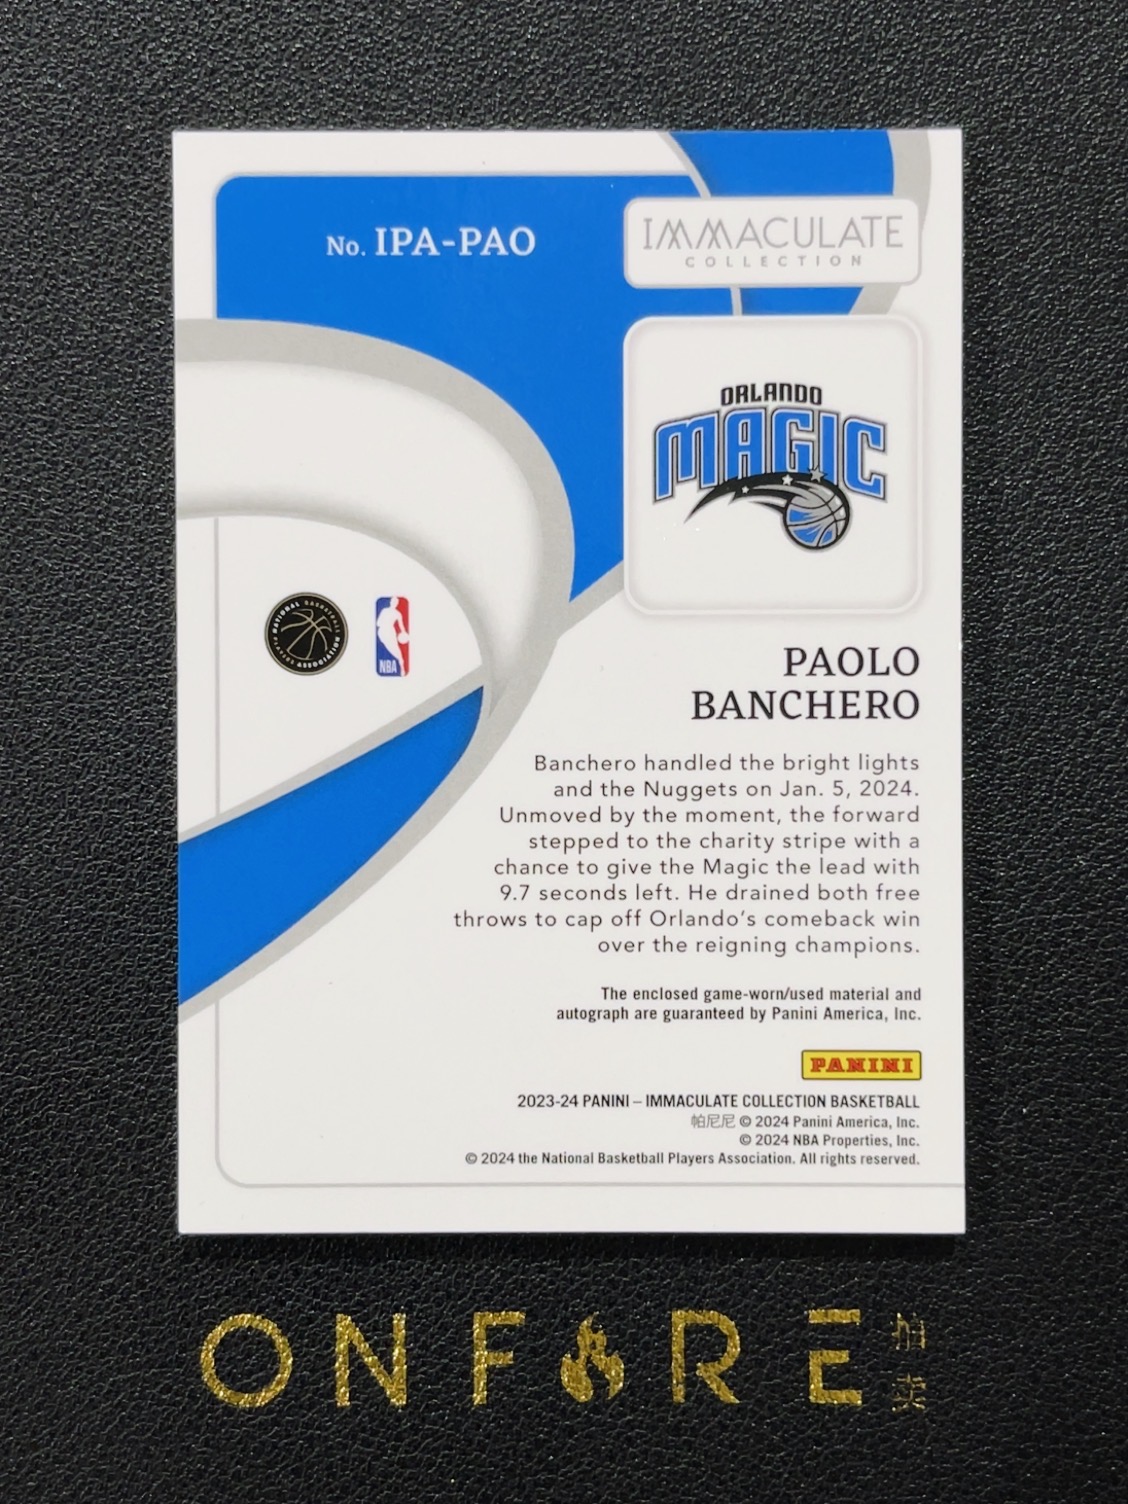 No. IPA-PAO
IMMACULATE
COLLECTION
ORLANDO
MAGIC
NATIONAL BASKETBALL
PLAYERS ASSOCIATION
NBA
PAOLO
BANCHERO
Banchero handled the bright lights
and the Nuggets on Jan. 5, 2024.
Unmoved by the moment, the forward
stepped to the charity stripe with a
chance to give the Magic the lead with
9.7 seconds left. He drained both free
throws to cap off Orlando's comeback win
over the reigning champions.
The enclosed game-worn/used material and
autograph are guaranteed by Panini America, Inc.
PANINI
2023-24 PANINI – IMMACULATE COLLECTION BASKETBALL
帕尼尼 © 2024 Panini America, Inc.
© 2024 NBA Properties, Inc.
© 2024 the National Basketball Players Association. All rights reserved.
ONFIRE
拍卖